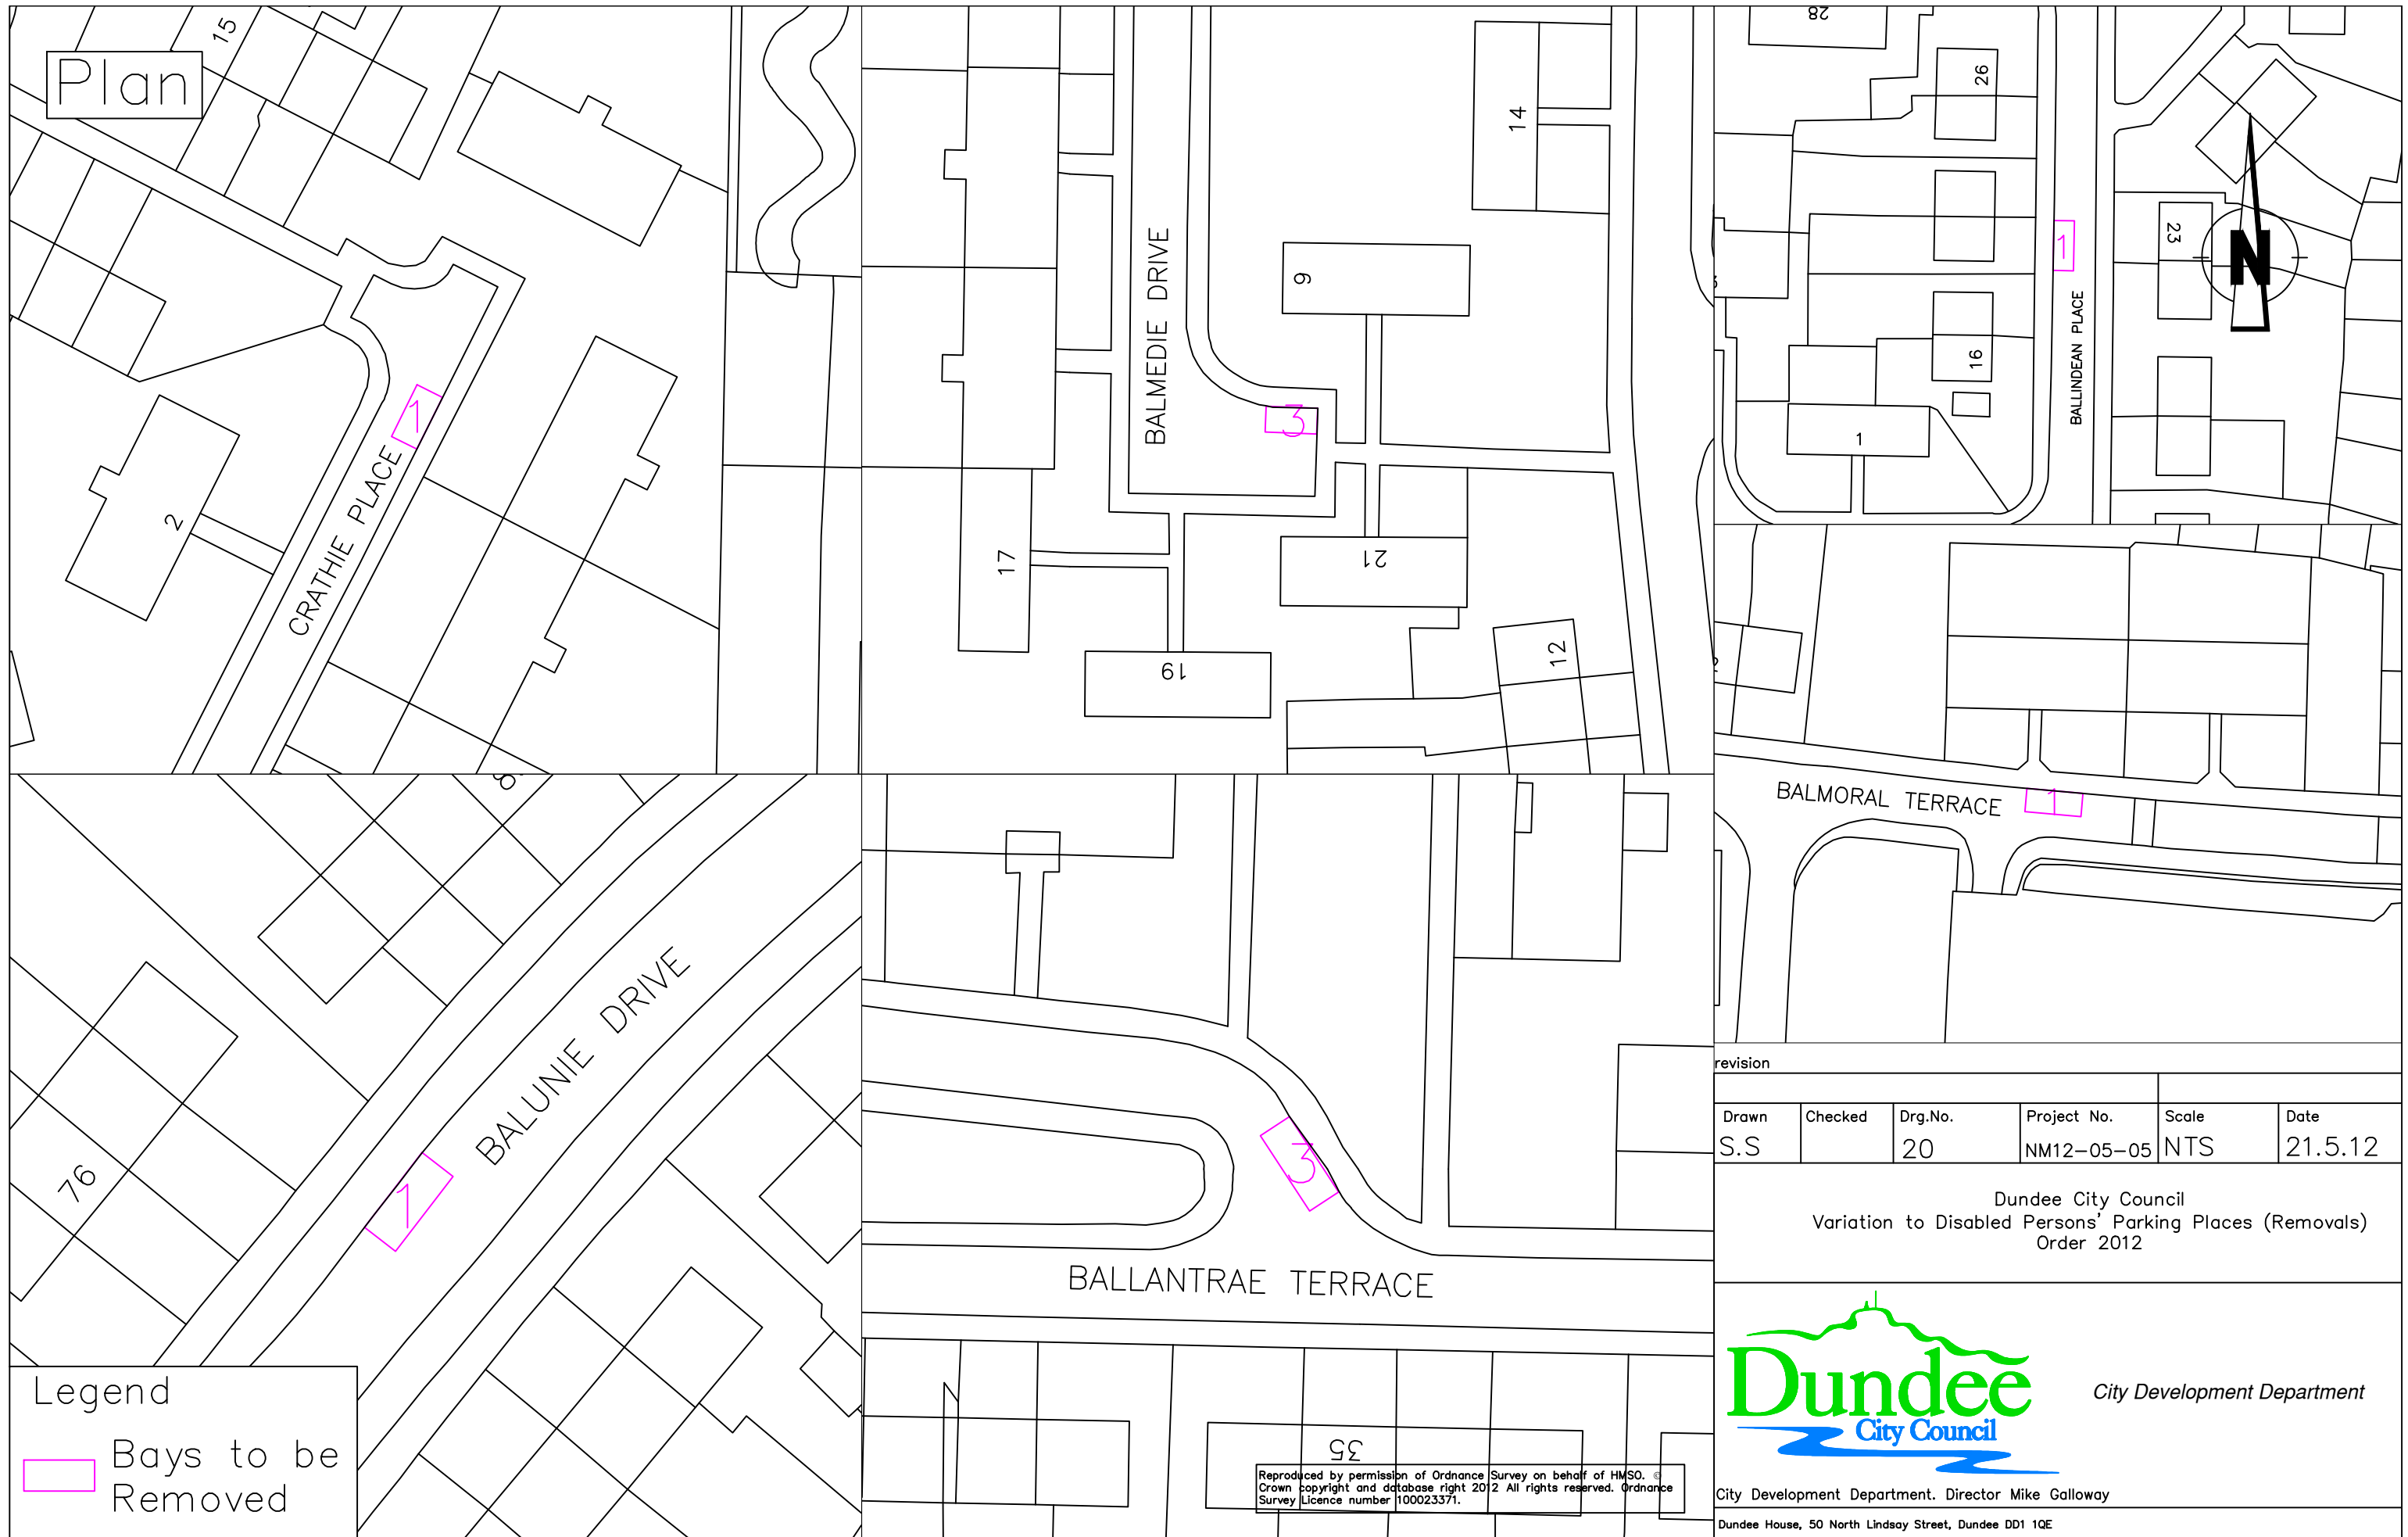 Plan
15
2
CRATHIE PLACE
1
BALMEDIE DRIVE
14
9
3
17
21
19
12
28
26
1
23
16
BALLINDEAN PLACE
1
N
BALMORAL TERRACE
1
76
BALUNIE DRIVE
1
3
BALLANTRAE TERRACE
35
Legend
Bays to be
Removed
Reproduced by permission of Ordnance Survey on behalf of HMSO. ©
Crown copyright and database right 2012 All rights reserved. Ordnance
Survey Licence number 100023371.
revision
Drawn Checked Drg.No. Project No. Scale Date
S.S 20 NM12-05-05 NTS 21.5.12
Dundee City Council
Variation to Disabled Persons' Parking Places (Removals)
Order 2012
Dundee
City Council
City Development Department
City Development Department. Director Mike Galloway
Dundee House, 50 North Lindsay Street, Dundee DD1 1QE